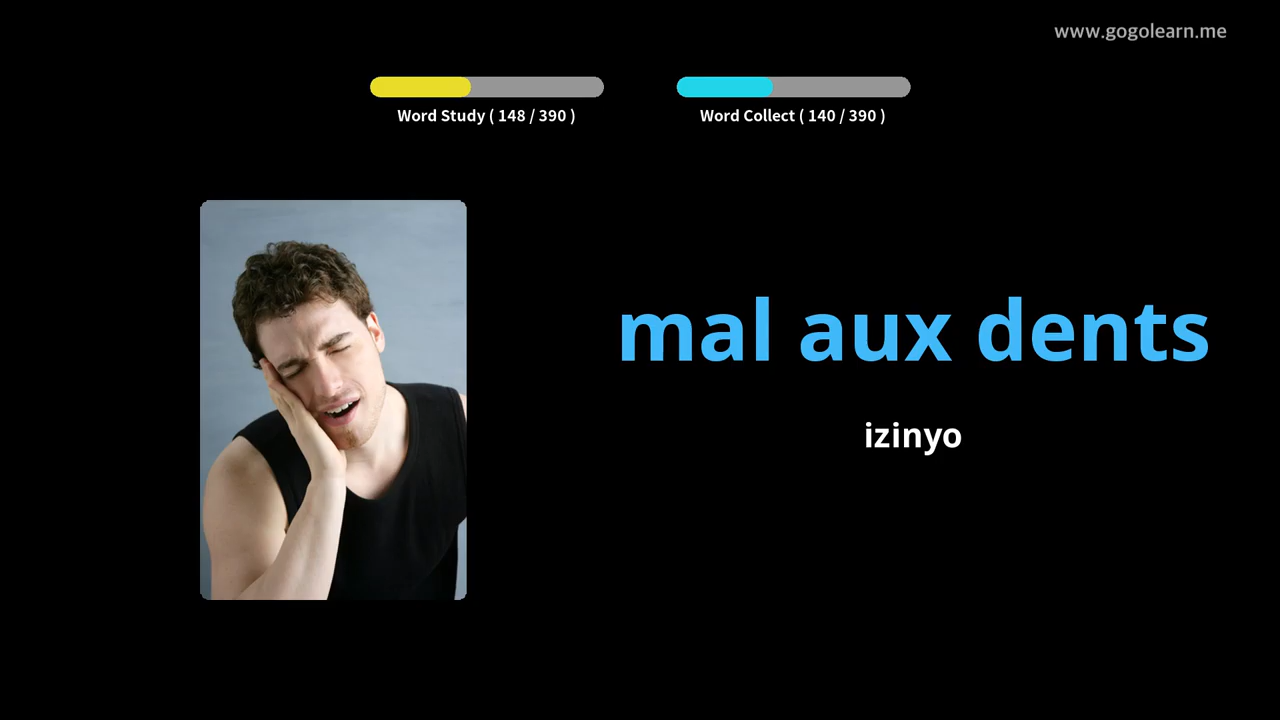 www.gogolearn.me
Word Study ( 148 / 390 )
Word Collect ( 140 / 390 )
mal aux dents
izinyo